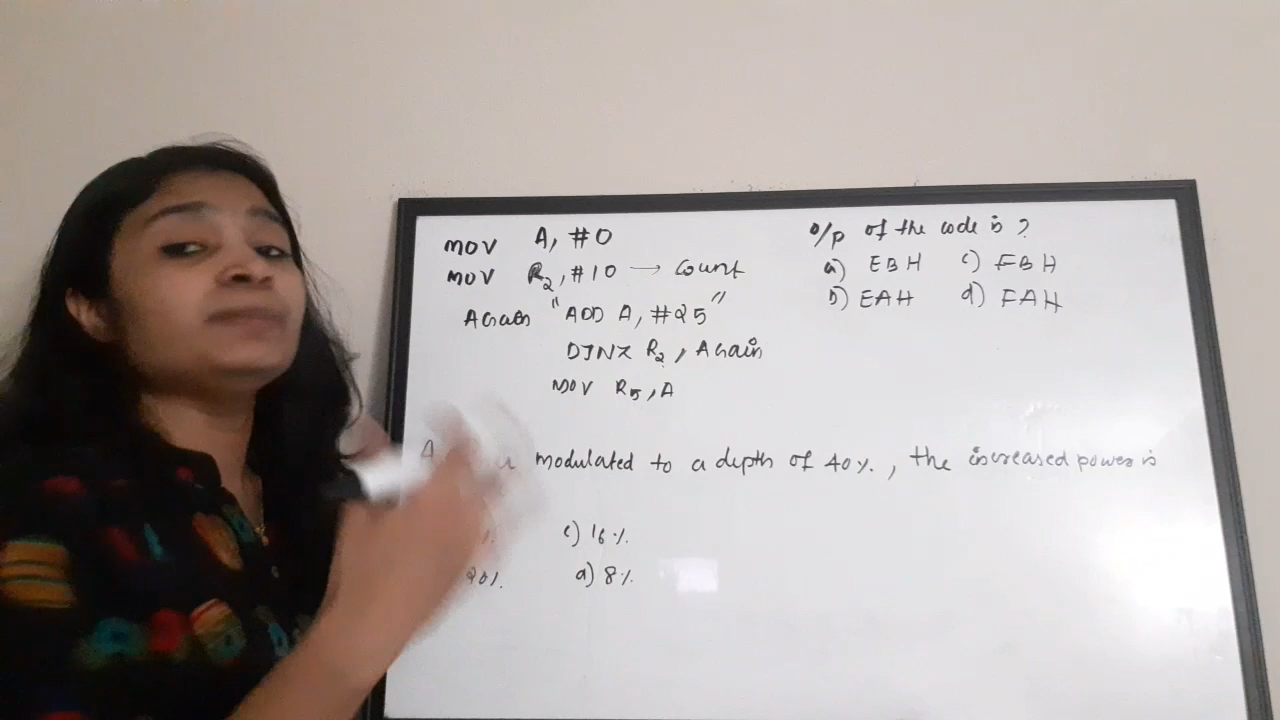 MOV A, #0
MOV R2, #10 → Count
Again "ADD A, #25"
DJNZ R2, Again
MOV R5, A
O/p of the code is ?
a) EBH c) FBH
b) EAH d) FAH
A modulated to a depth of 40%, the increased power is
c) 16%
20% d) 8%